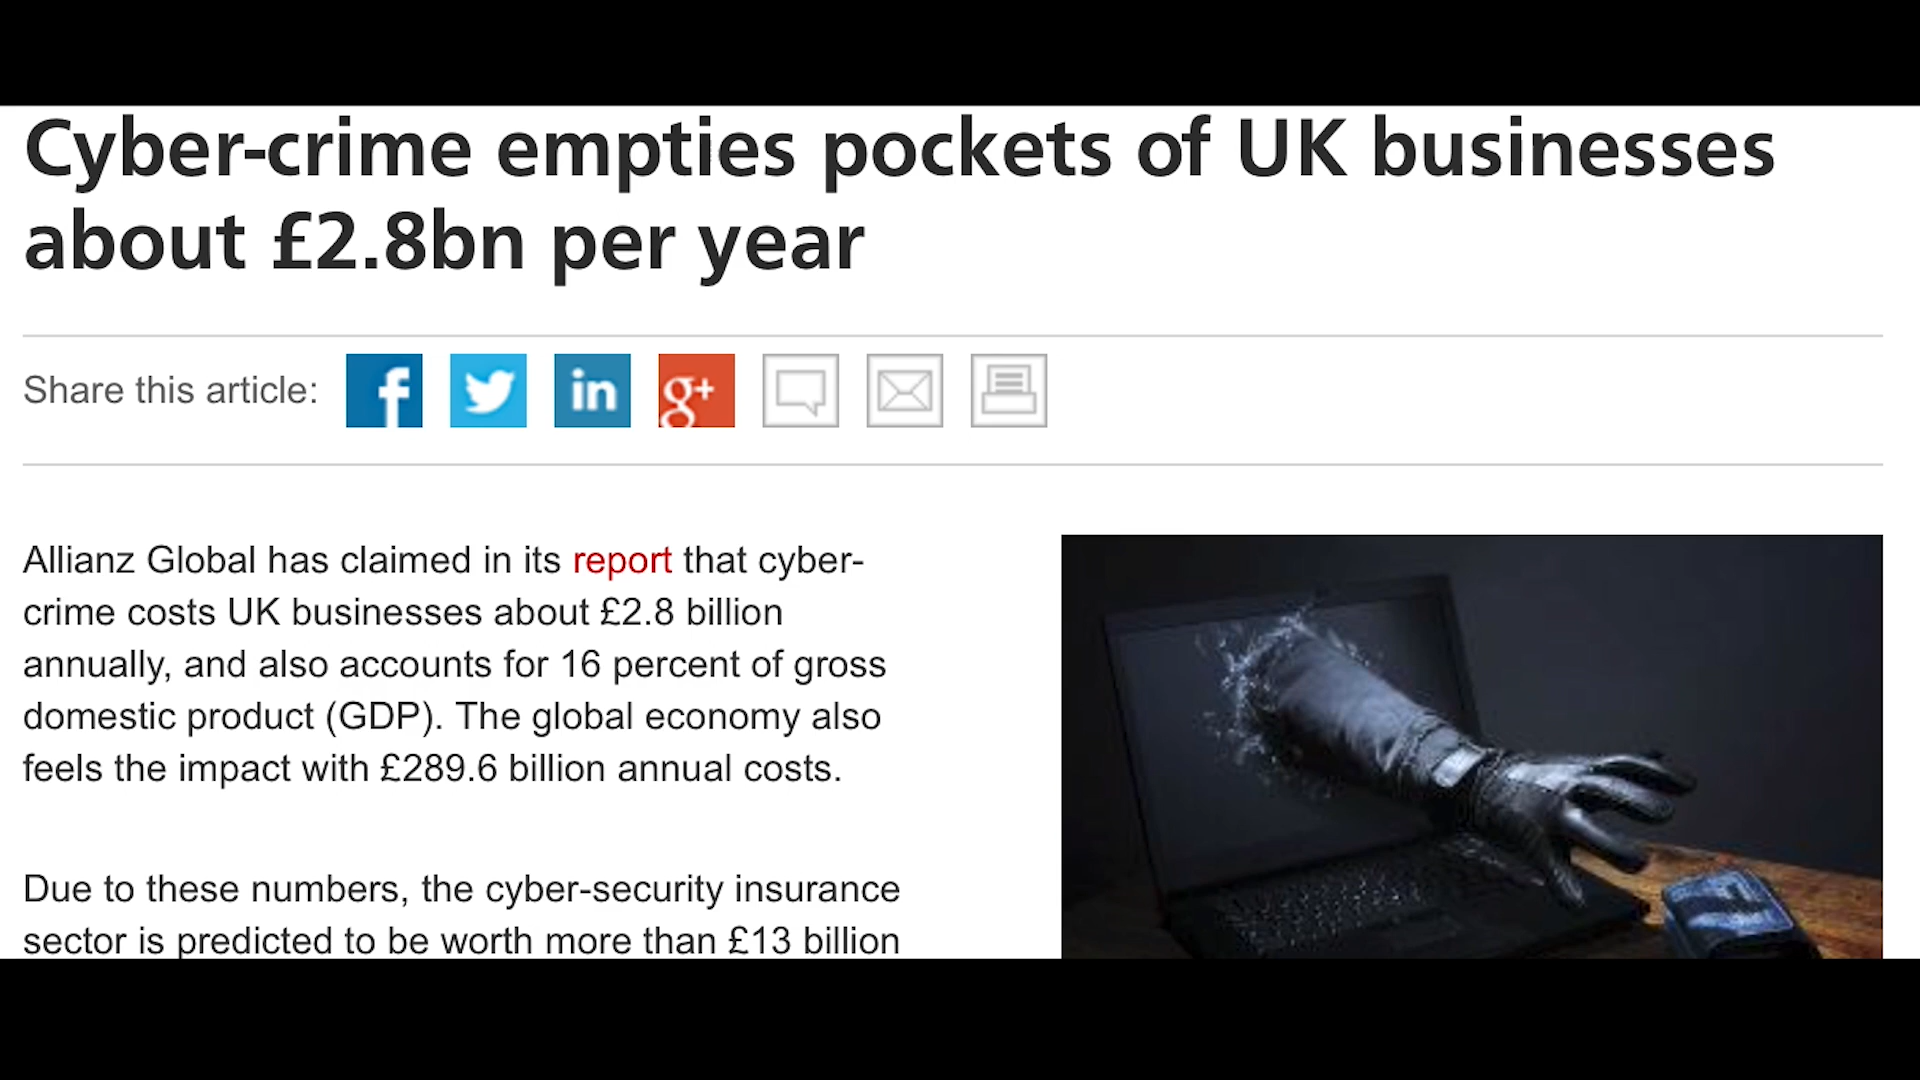 Cyber-crime empties pockets of UK businesses
about £2.8bn per year
Share this article:
f
in
g+
Allianz Global has claimed in its report that cyber-
crime costs UK businesses about £2.8 billion
annually, and also accounts for 16 percent of gross
domestic product (GDP). The global economy also
feels the impact with £289.6 billion annual costs.
Due to these numbers, the cyber-security insurance
sector is predicted to be worth more than £13 billion